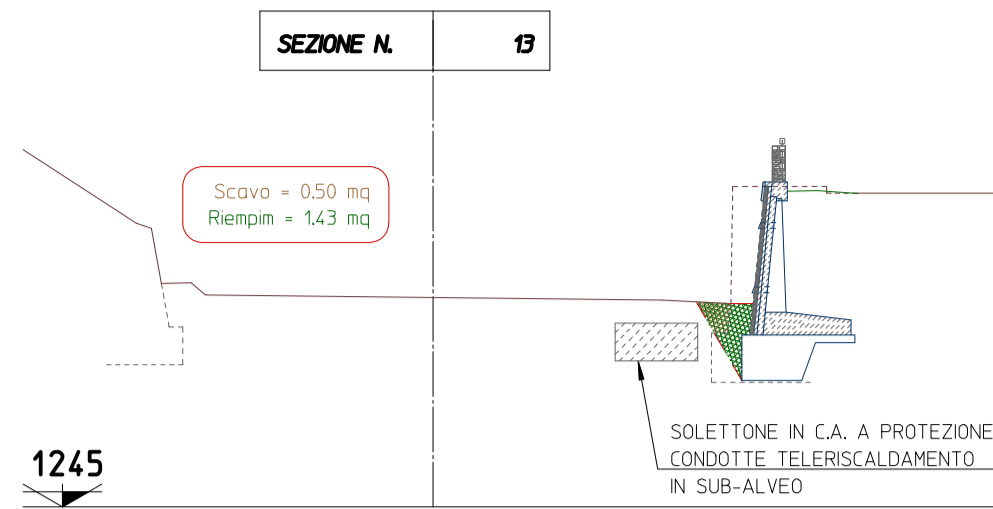 SEZIONE N. 13
Scavo = 0.50 mq
Riempim = 1.43 mq
SOLETTONE IN C.A. A PROTEZIONE
CONDOTTE TELERISCALDAMENTO
IN SUB-ALVEO
1245